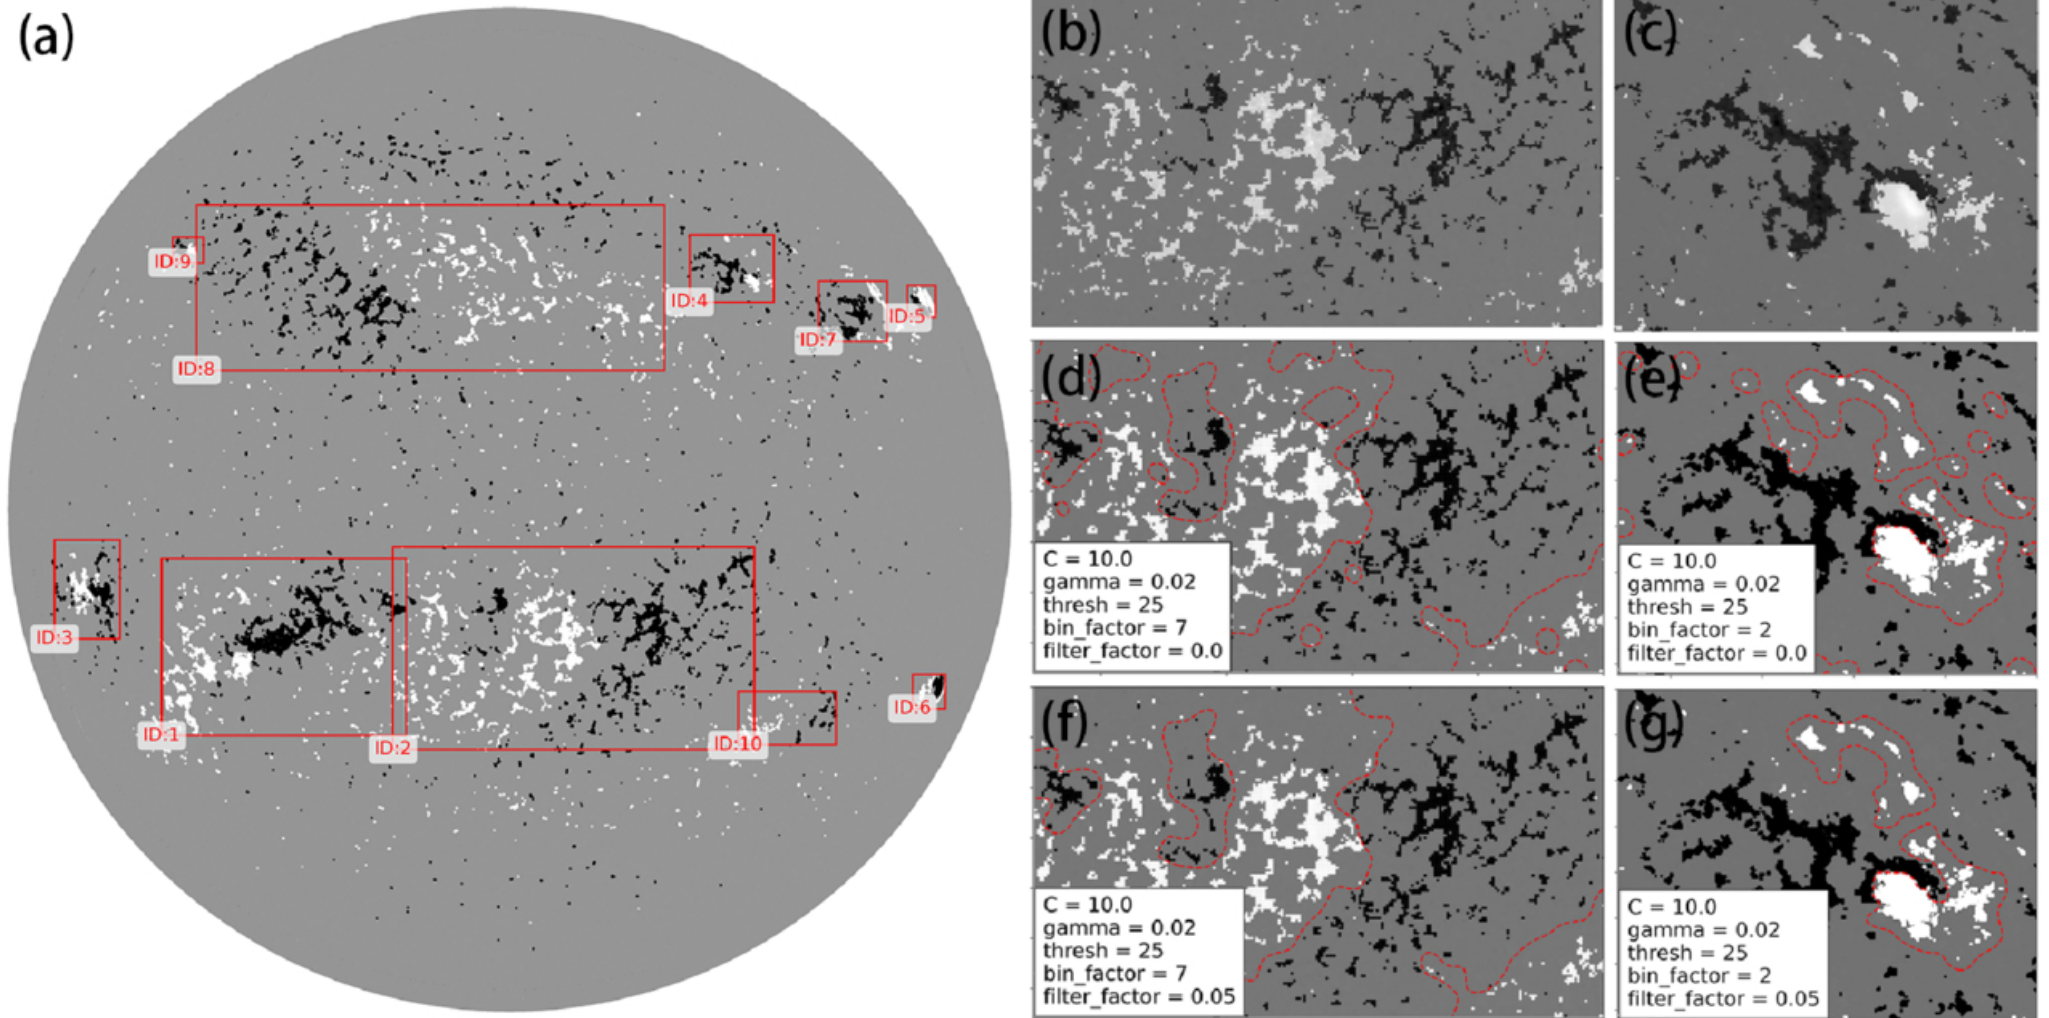 (a)
ID:9
ID:4
ID:5
ID:7
ID:8
ID:3
ID:6
ID:1
ID:2
ID:10
(b)
(c)
(d)
C = 10.0
gamma = 0.02
thresh = 25
bin_factor = 7
filter_factor = 0.0
(e)
C = 10.0
gamma = 0.02
thresh = 25
bin_factor = 2
filter_factor = 0.0
(f)
C = 10.0
gamma = 0.02
thresh = 25
bin_factor = 7
filter_factor = 0.05
(g)
C = 10.0
gamma = 0.02
thresh = 25
bin_factor = 2
filter_factor = 0.05